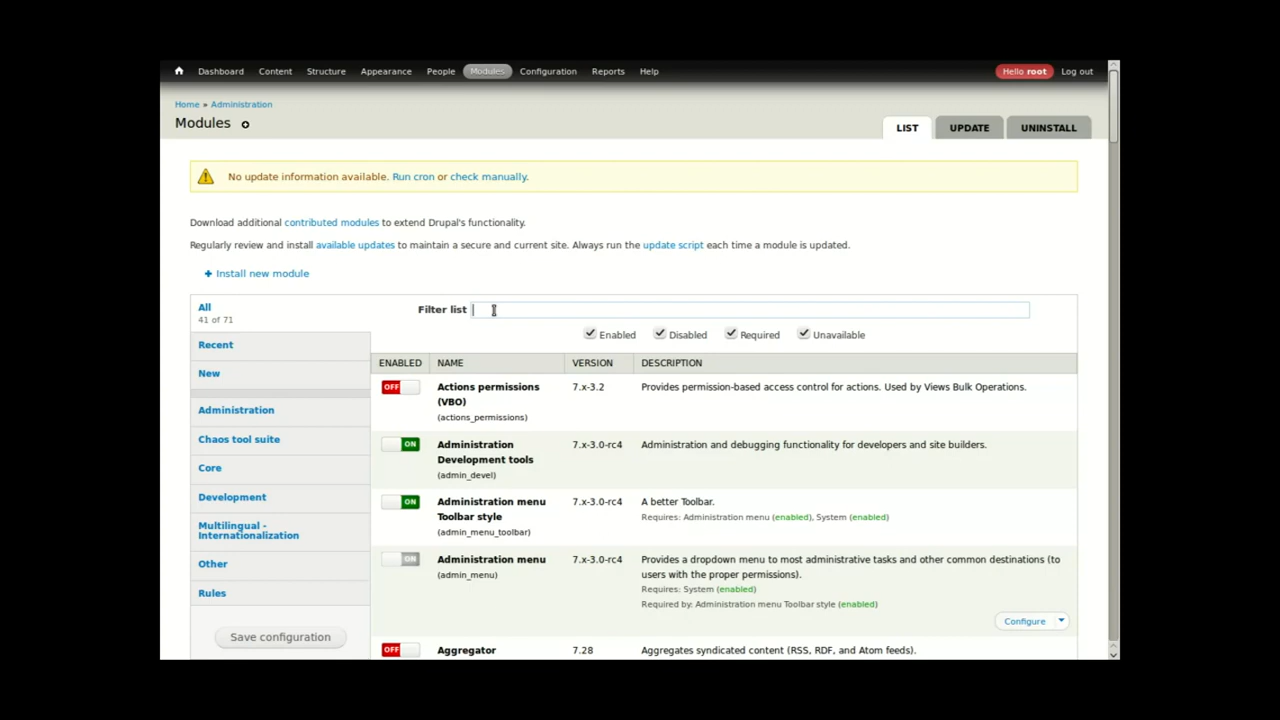 Dashboard Content Structure Appearance People Modules Configuration Reports Help Hello root Log out
Home » Administration
Modules
LIST UPDATE UNINSTALL
No update information available. Run cron or check manually.
Download additional contributed modules to extend Drupal's functionality.
Regularly review and install available updates to maintain a secure and current site. Always run the update script each time a module is updated.
+ Install new module
All
41 of 71
Recent
New
Administration
Chaos tool suite
Core
Development
Multilingual -
Internationalization
Other
Rules
Save configuration
Filter list
Enabled Disabled Required Unavailable
ENABLED NAME VERSION DESCRIPTION
OFF Actions permissions 7.x-3.2 Provides permission-based access control for actions. Used by Views Bulk Operations.
(VBO)
(actions_permissions)
ON Administration 7.x-3.0-rc4 Administration and debugging functionality for developers and site builders.
Development tools
(admin_devel)
ON Administration menu 7.x-3.0-rc4 A better Toolbar.
Toolbar style Requires: Administration menu (enabled), System (enabled)
(admin_menu_toolbar)
ON Administration menu 7.x-3.0-rc4 Provides a dropdown menu to most administrative tasks and other common destinations (to
(admin_menu) users with the proper permissions).
Requires: System (enabled)
Required by: Administration menu Toolbar style (enabled)
Configure
OFF Aggregator 7.28 Aggregates syndicated content (RSS, RDF, and Atom feeds).